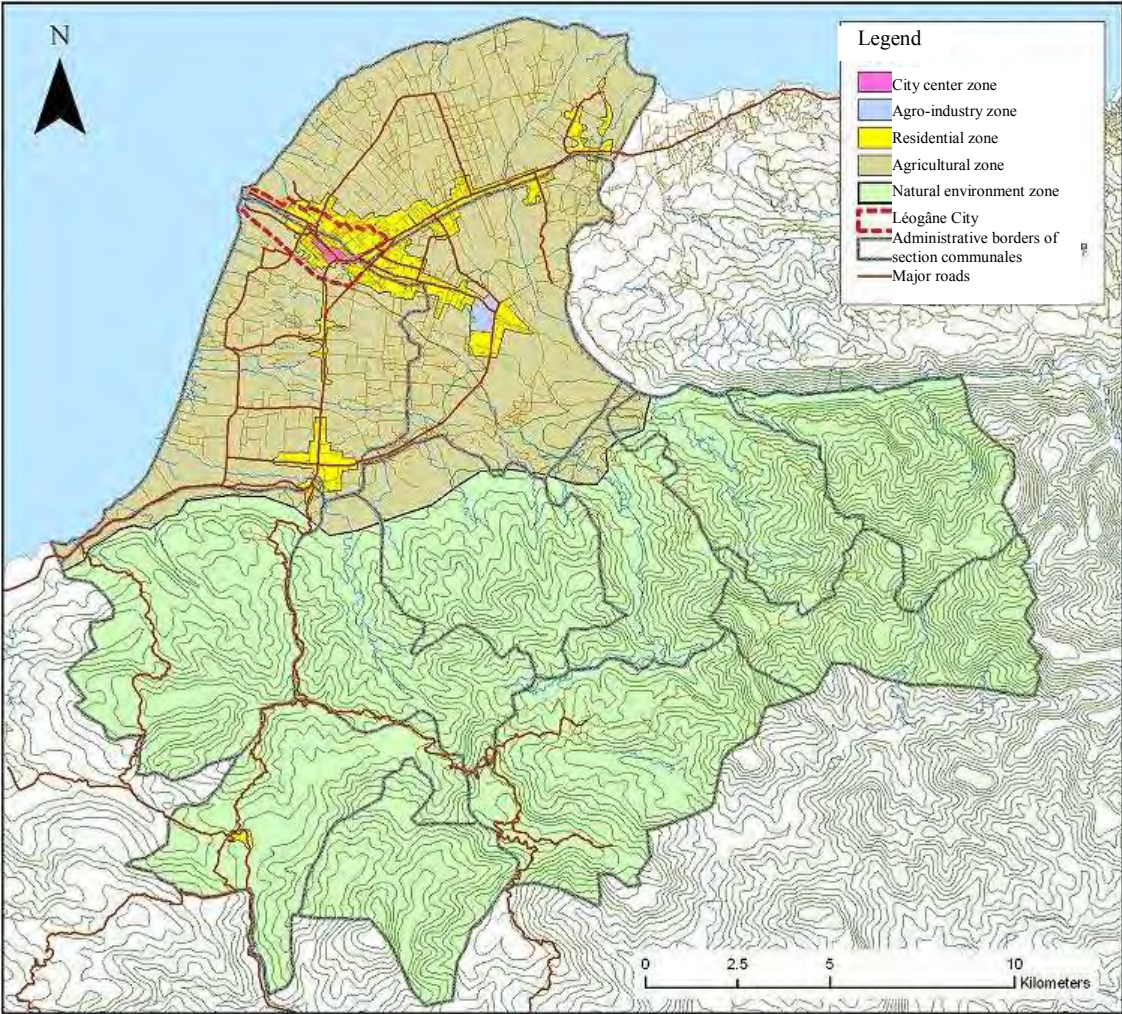 N
Legend
City center zone
Agro-industry zone
Residential zone
Agricultural zone
Natural environment zone
Léogâne City
Administrative borders of
section communales
Major roads
0 2.5 5 10
Kilometers